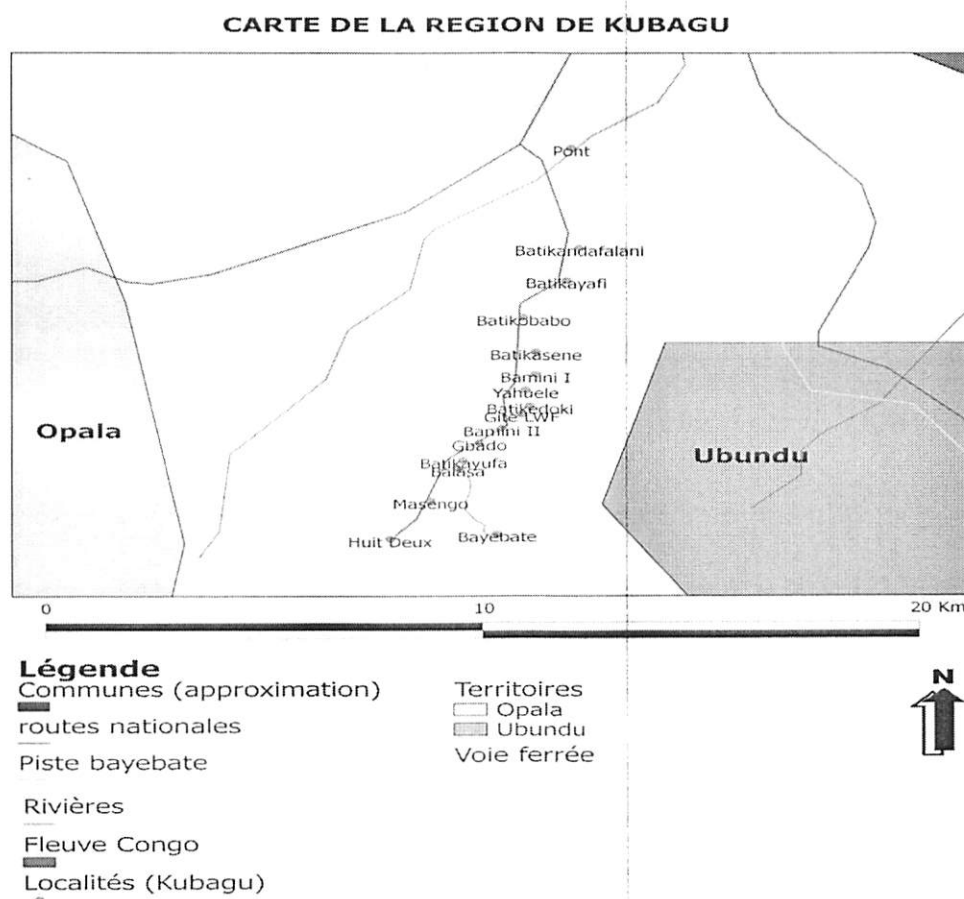 CARTE DE LA REGION DE KUBAGU
Pont
Batikandafalani
Batikayafi
Batikobabo
Batikasene
Bamini I
Yahuele
Batikedoki
Gite LWF
Bamini II
Gbado
Batikayufa
Balasa
Masengo
Huit Deux
Bayebate
Opala
Ubundu
0 10 20 Km
Légende
Communes (approximation)
routes nationales
Piste bayebate
Rivières
Fleuve Congo
Localités (Kubagu)
Territoires
Opala
Ubundu
Voie ferrée
N